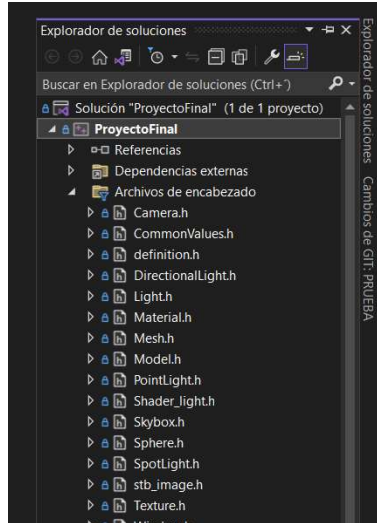 Explorador de soluciones
Buscar en Explorador de soluciones (Ctrl+´)
Solución "ProyectoFinal" (1 de 1 proyecto)
ProyectoFinal
Referencias
Dependencias externas
Archivos de encabezado
Camera.h
CommonValues.h
definition.h
DirectionalLight.h
Light.h
Material.h
Mesh.h
Model.h
PointLight.h
Shader_light.h
Skybox.h
Sphere.h
SpotLight.h
stb_image.h
Texture.h
Explorador de soluciones
Cambios de GIT: PRUEBA